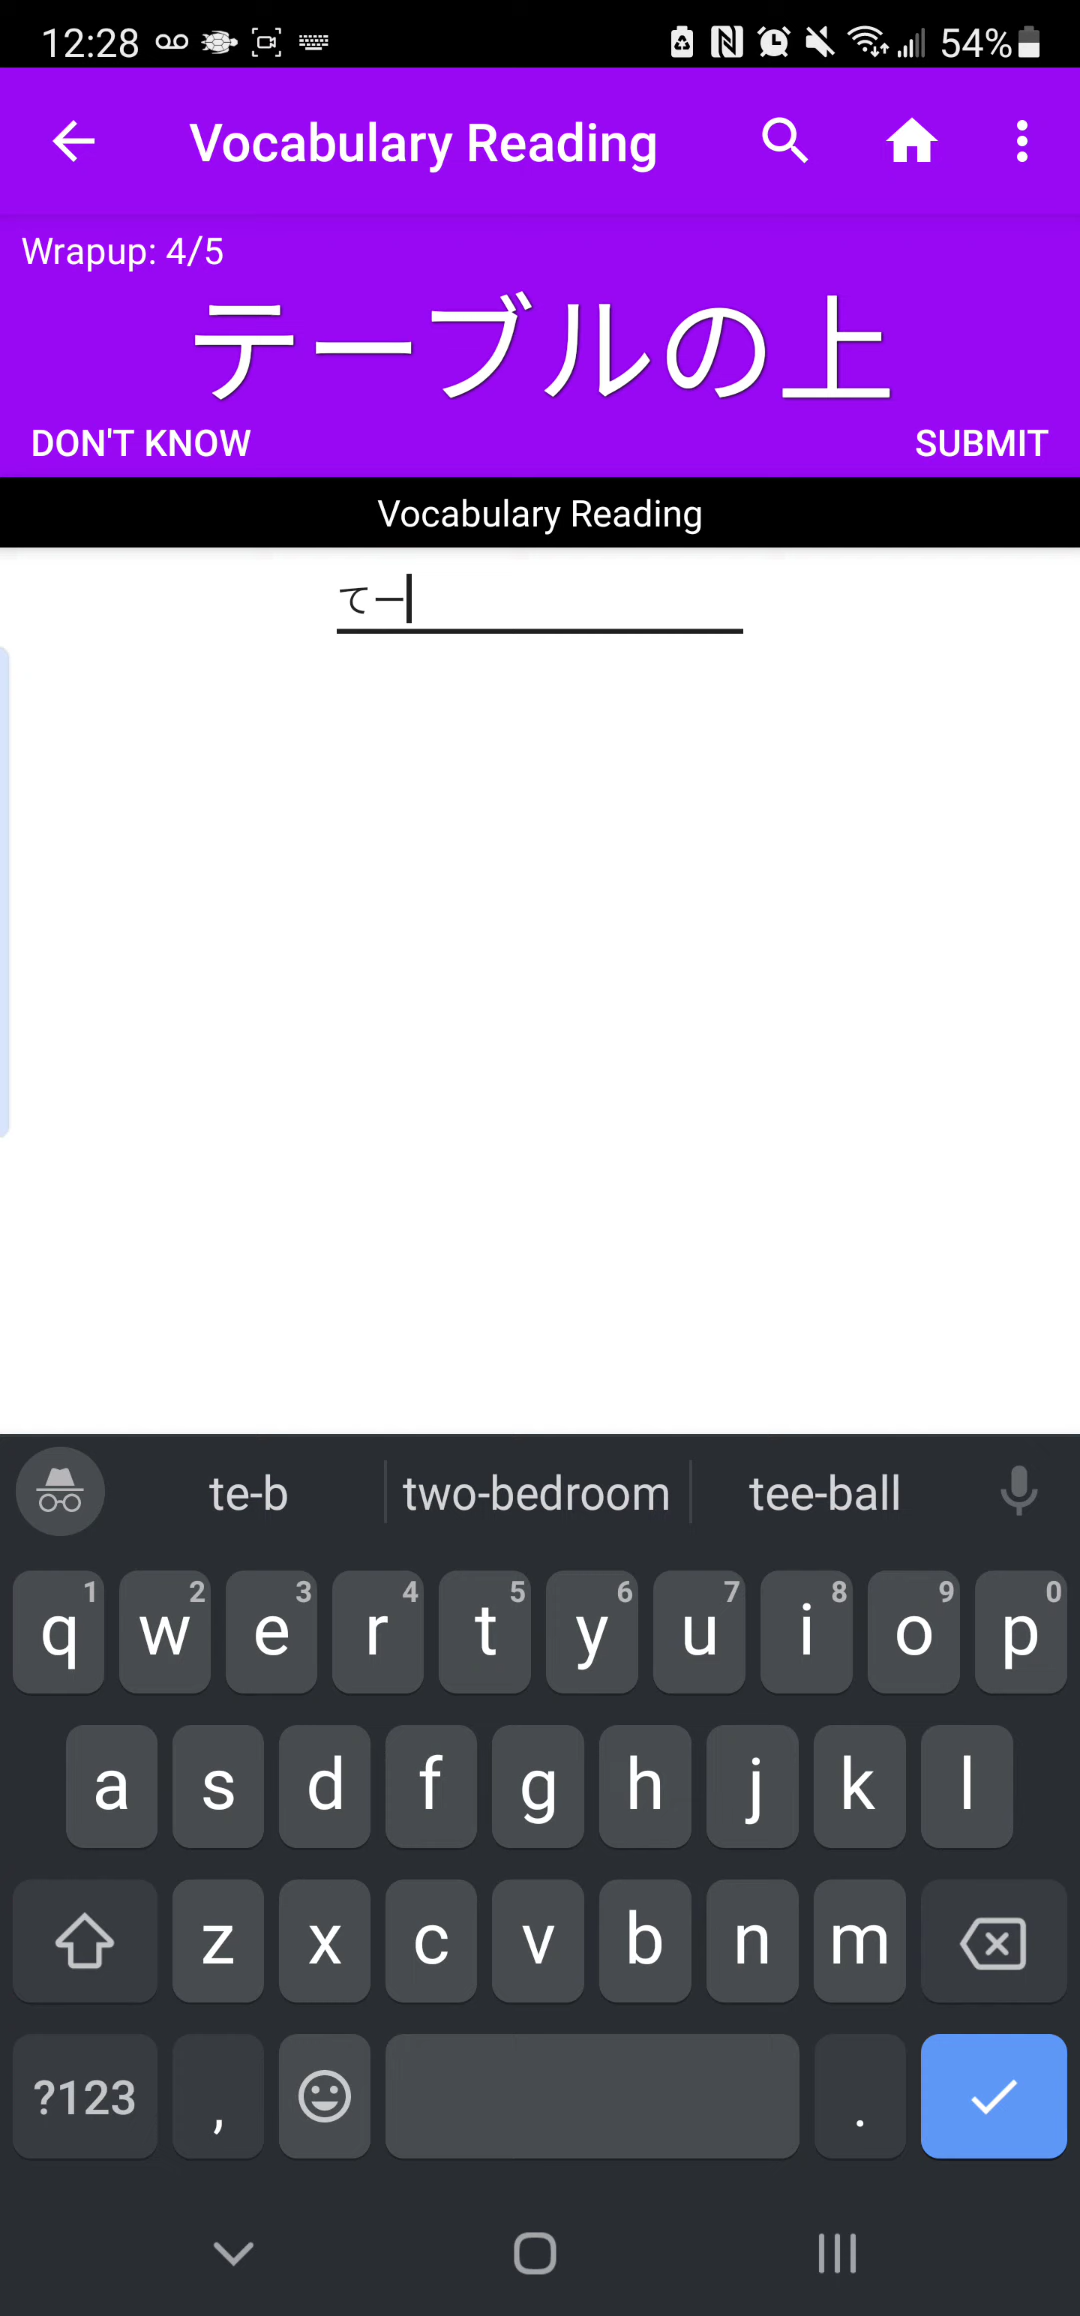 12:28 54%
Vocabulary Reading
Wrapup: 4/5
テーブルの上
DON'T KNOW SUBMIT
Vocabulary Reading
てー
te-b two-bedroom tee-ball
1 2 3 4 5 6 7 8 9 0
q w e r t y u i o p
a s d f g h j k l
z x c v b n m
?123 , .